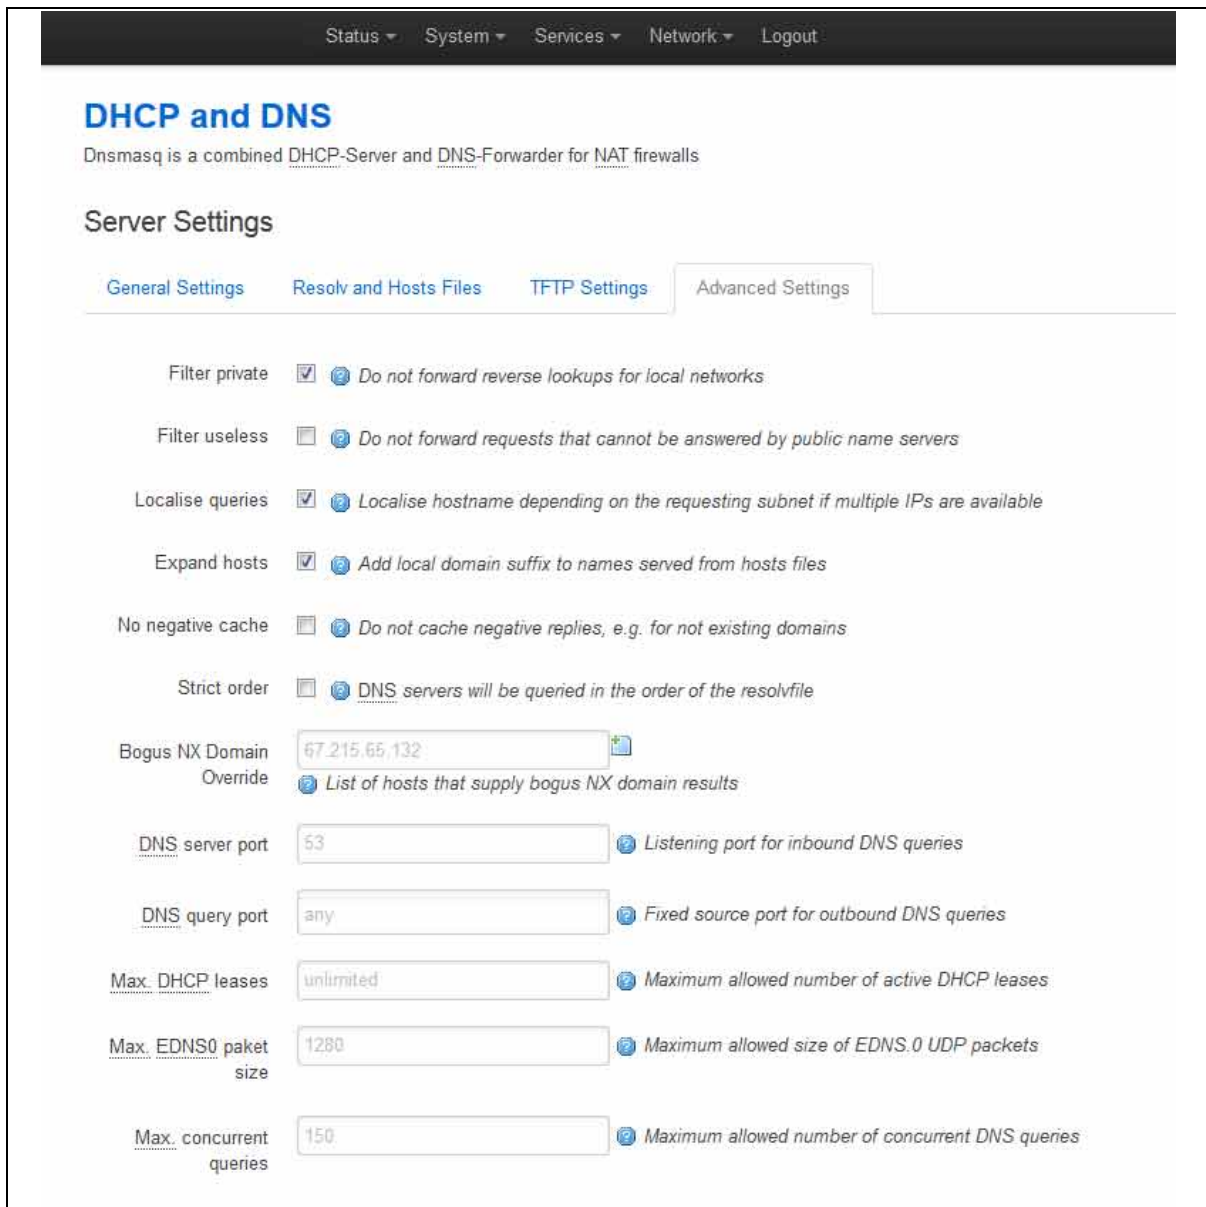 Status System Services Network Logout
DHCP and DNS
Dnsmasq is a combined DHCP-Server and DNS-Forwarder for NAT firewalls
Server Settings
General Settings Resolv and Hosts Files TFTP Settings Advanced Settings
Filter private Do not forward reverse lookups for local networks
Filter useless Do not forward requests that cannot be answered by public name servers
Localise queries Localise hostname depending on the requesting subnet if multiple IPs are available
Expand hosts Add local domain suffix to names served from hosts files
No negative cache Do not cache negative replies, e.g. for not existing domains
Strict order DNS servers will be queried in the order of the resolvfile
Bogus NX Domain Override 67.215.65.132
List of hosts that supply bogus NX domain results
DNS server port 53 Listening port for inbound DNS queries
DNS query port any Fixed source port for outbound DNS queries
Max. DHCP leases unlimited Maximum allowed number of active DHCP leases
Max. EDNS0 paket size 1280 Maximum allowed size of EDNS.0 UDP packets
Max. concurrent queries 150 Maximum allowed number of concurrent DNS queries